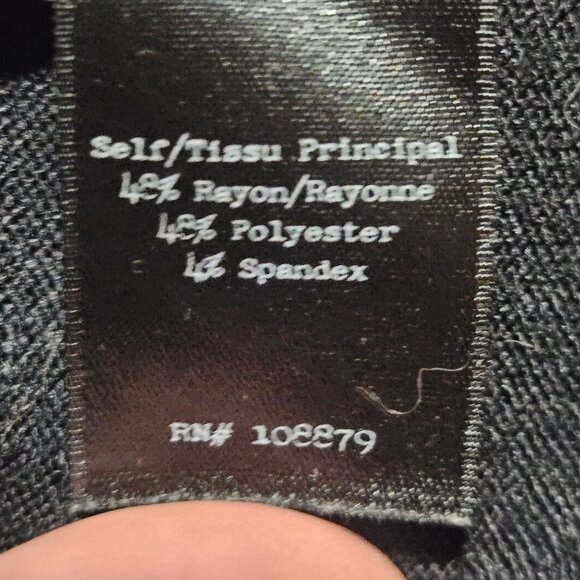 Self/Tissu Principal
48% Rayon/Rayonne
48% Polyester
4% Spandex
RN# 108879